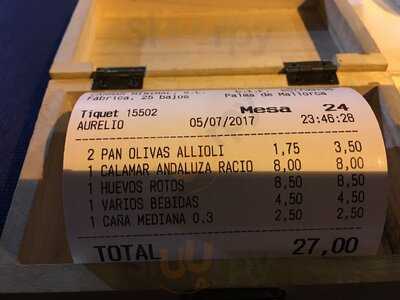 Fabrica, 25 bajos Palma de Mallorca
Tiquet 15502 Mesa 24
AURELIO 05/07/2017 23:46:28
2 PAN OLIVAS ALLIOLI 1,75 3,50
1 CALAMAR ANDALUZA RACIO 8,00 8,00
1 HUEVOS ROTOS 8,50 8,50
1 VARIOS BEBIDAS 4,50 4,50
1 CAÑA MEDIANA 0.3 2,50 2,50
TOTAL 27,00